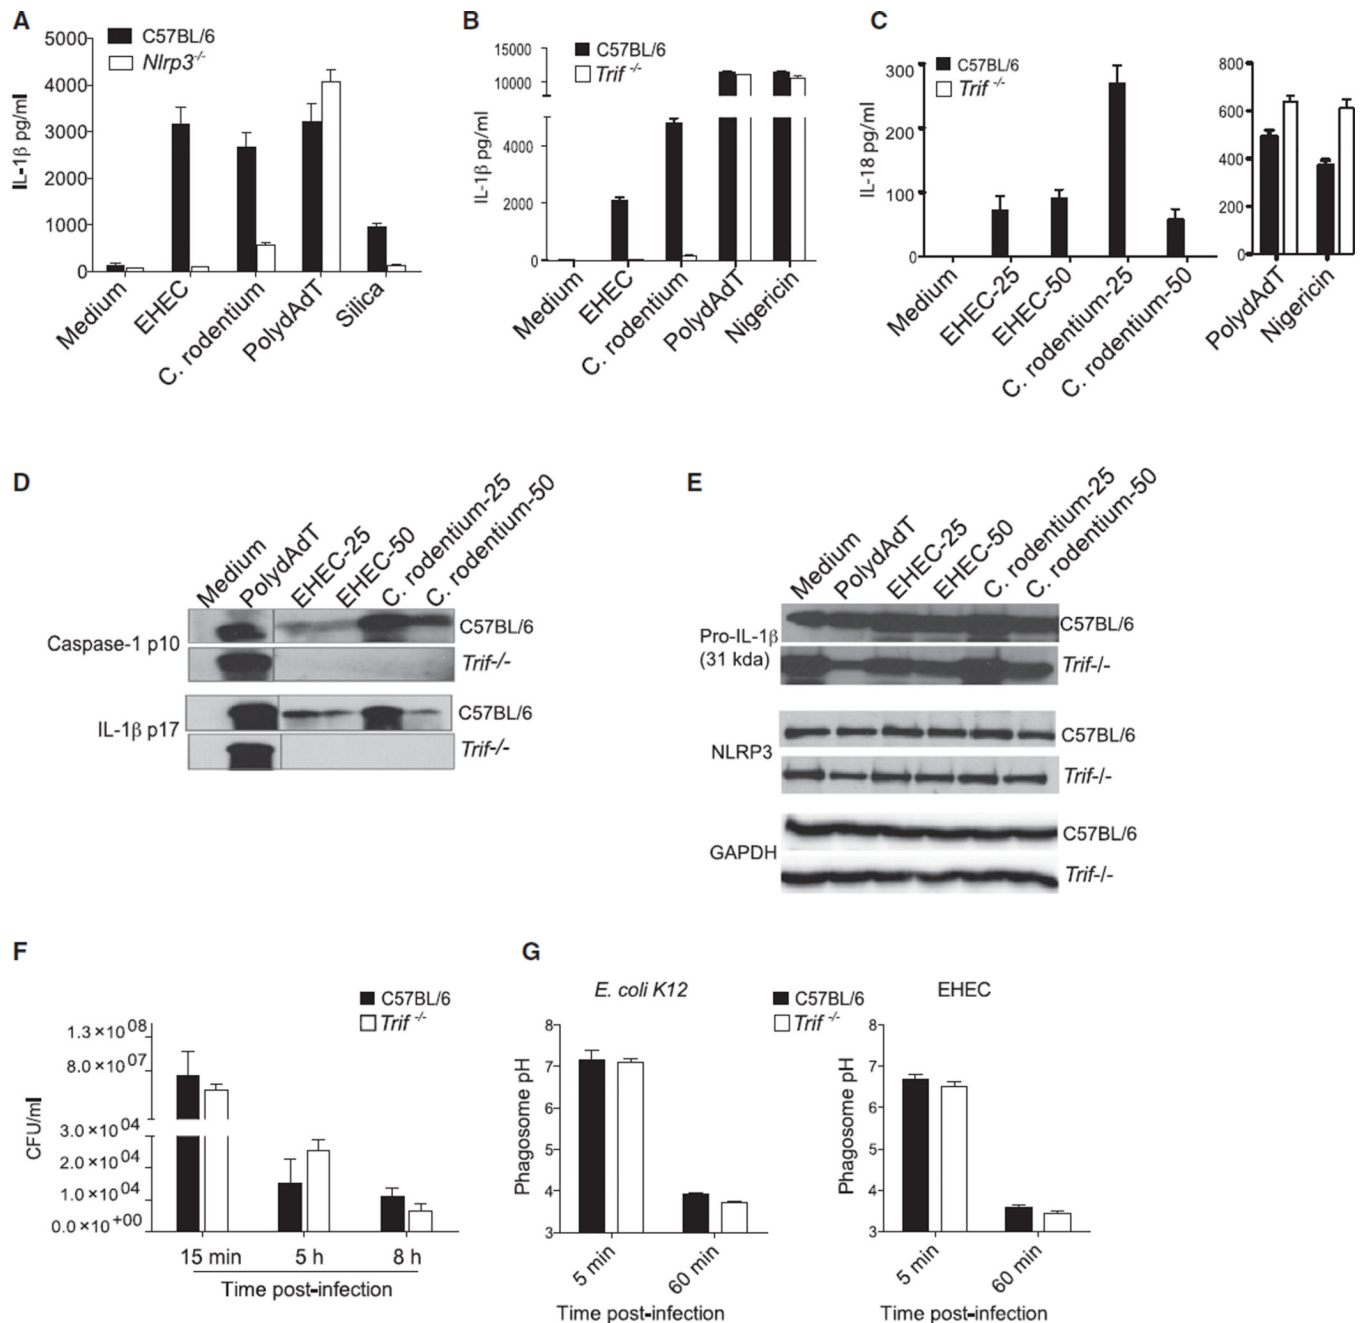 A
5000
4000
3000
2000
1000
0
IL-1β pg/ml
C57BL/6
Nlrp3-/-
Medium
EHEC
C. rodentium
PolydAdT
Silica
B
15000
10000
4000
2000
0
IL-1β pg/ml
C57BL/6
Trif -/-
Medium
EHEC
C. rodentium
PolydAdT
Nigericin
C
300
200
100
0
IL-18 pg/ml
C57BL/6
Trif -/-
Medium
EHEC-25
EHEC-50
C. rodentium-25
C. rodentium-50
800
600
400
200
0
PolydAdT
Nigericin
D
Medium
PolydAdT
EHEC-25
EHEC-50
C. rodentium-25
C. rodentium-50
Caspase-1 p10
C57BL/6
Trif-/-
IL-1β p17
C57BL/6
Trif-/-
E
Medium
PolydAdT
EHEC-25
EHEC-50
C. rodentium-25
C. rodentium-50
Pro-IL-1β
(31 kda)
C57BL/6
Trif-/-
NLRP3
C57BL/6
Trif-/-
GAPDH
C57BL/6
Trif-/-
F
C57BL/6
Trif -/-
1.3×10 08
8.0×10 07
3.0×10 04
2.0×10 04
1.0×10 04
0.0×10 +00
CFU/ml
15 min
5 h
8 h
Time post-infection
G
E. coli K12
C57BL/6
Trif -/-
EHEC
8
7
6
5
4
3
Phagosome pH
5 min
60 min
Time post-infection
8
7
6
5
4
3
Phagosome pH
5 min
60 min
Time post-infection